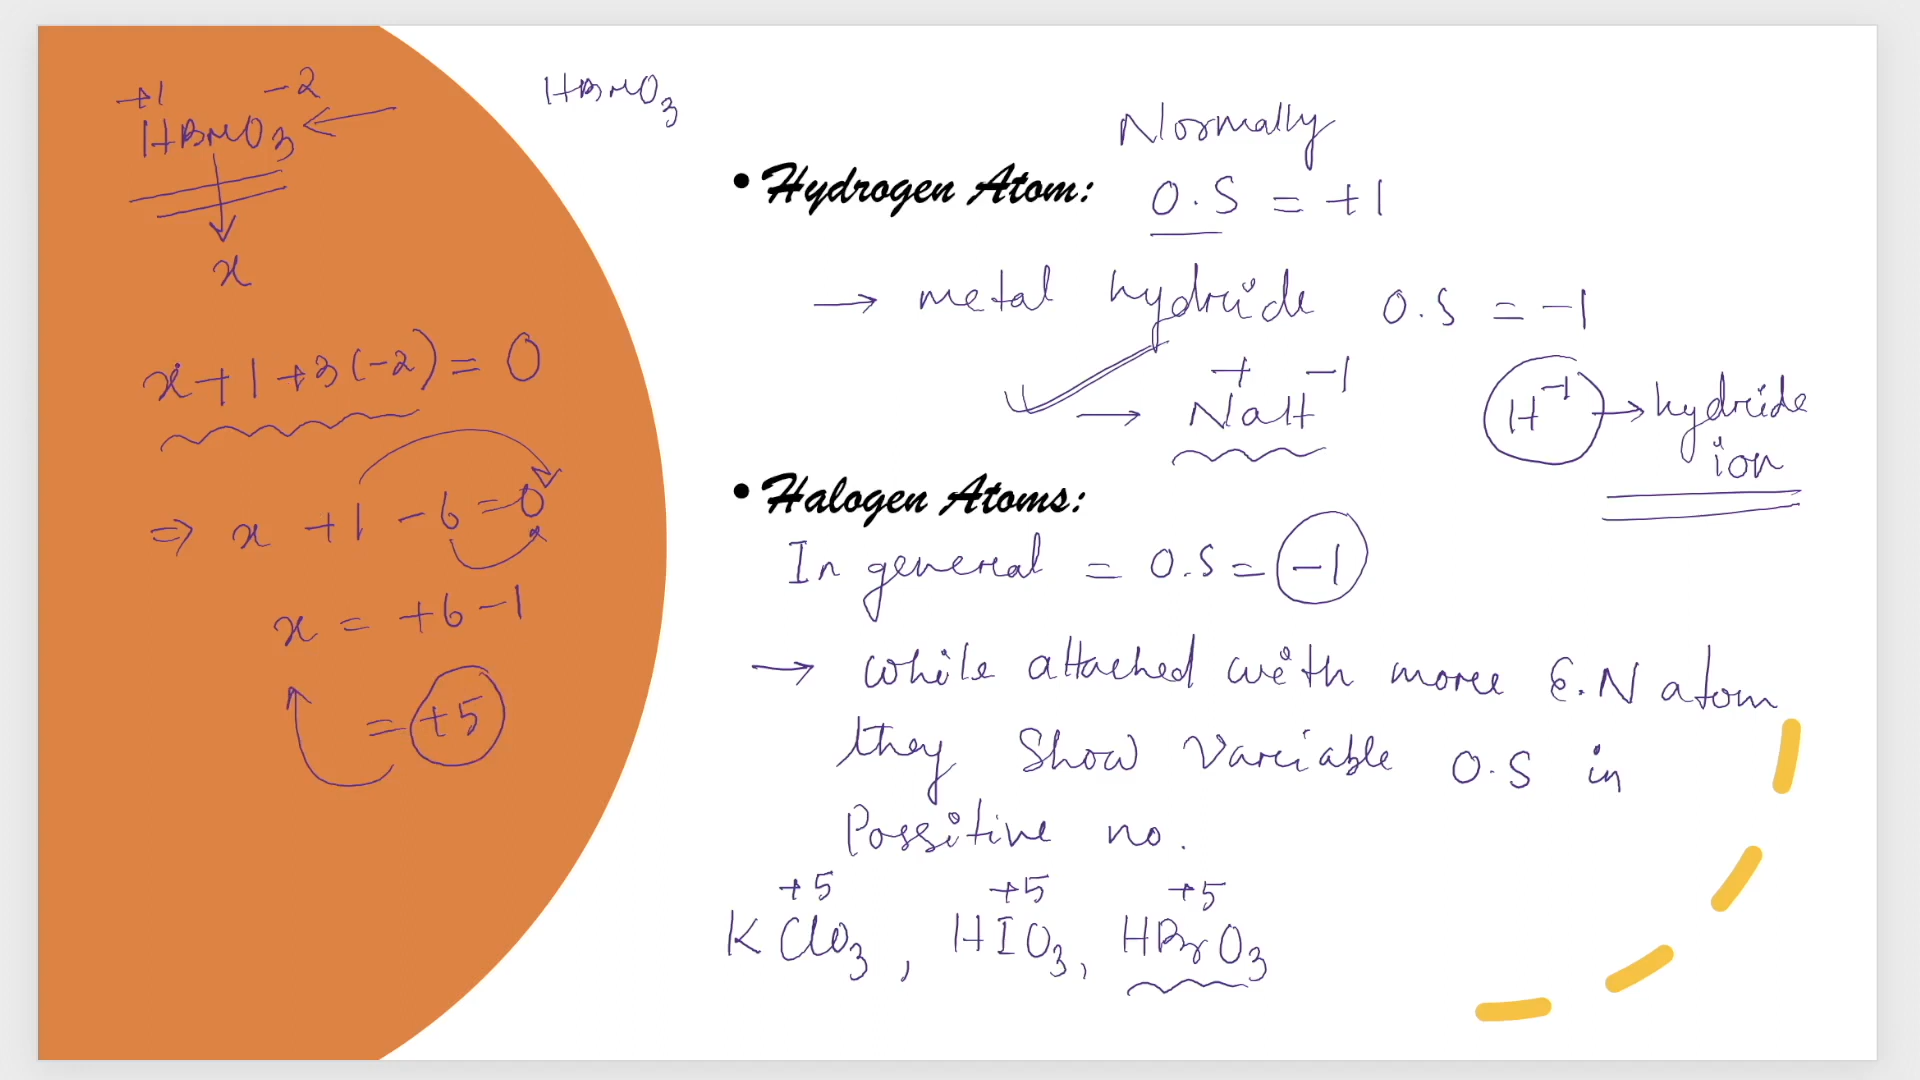 +1 -2
HBrO3
x
x + 1 + 3(-2) = 0
⇒ x + 1 - 6 = 0
x = +6 - 1
= +5
HBrO3
Normally
• Hydrogen Atom: O.S = +1
→ metal hydride O.S = -1
+ -1
→ NaH
H⁻¹ → hydride
ion
• Halogen Atoms:
In general = O.S = -1
→ While attached with more E.N atom
they Show Variable O.S in
Possitive no.
+5 +5 +5
KClO3, HIO3, HBrO3